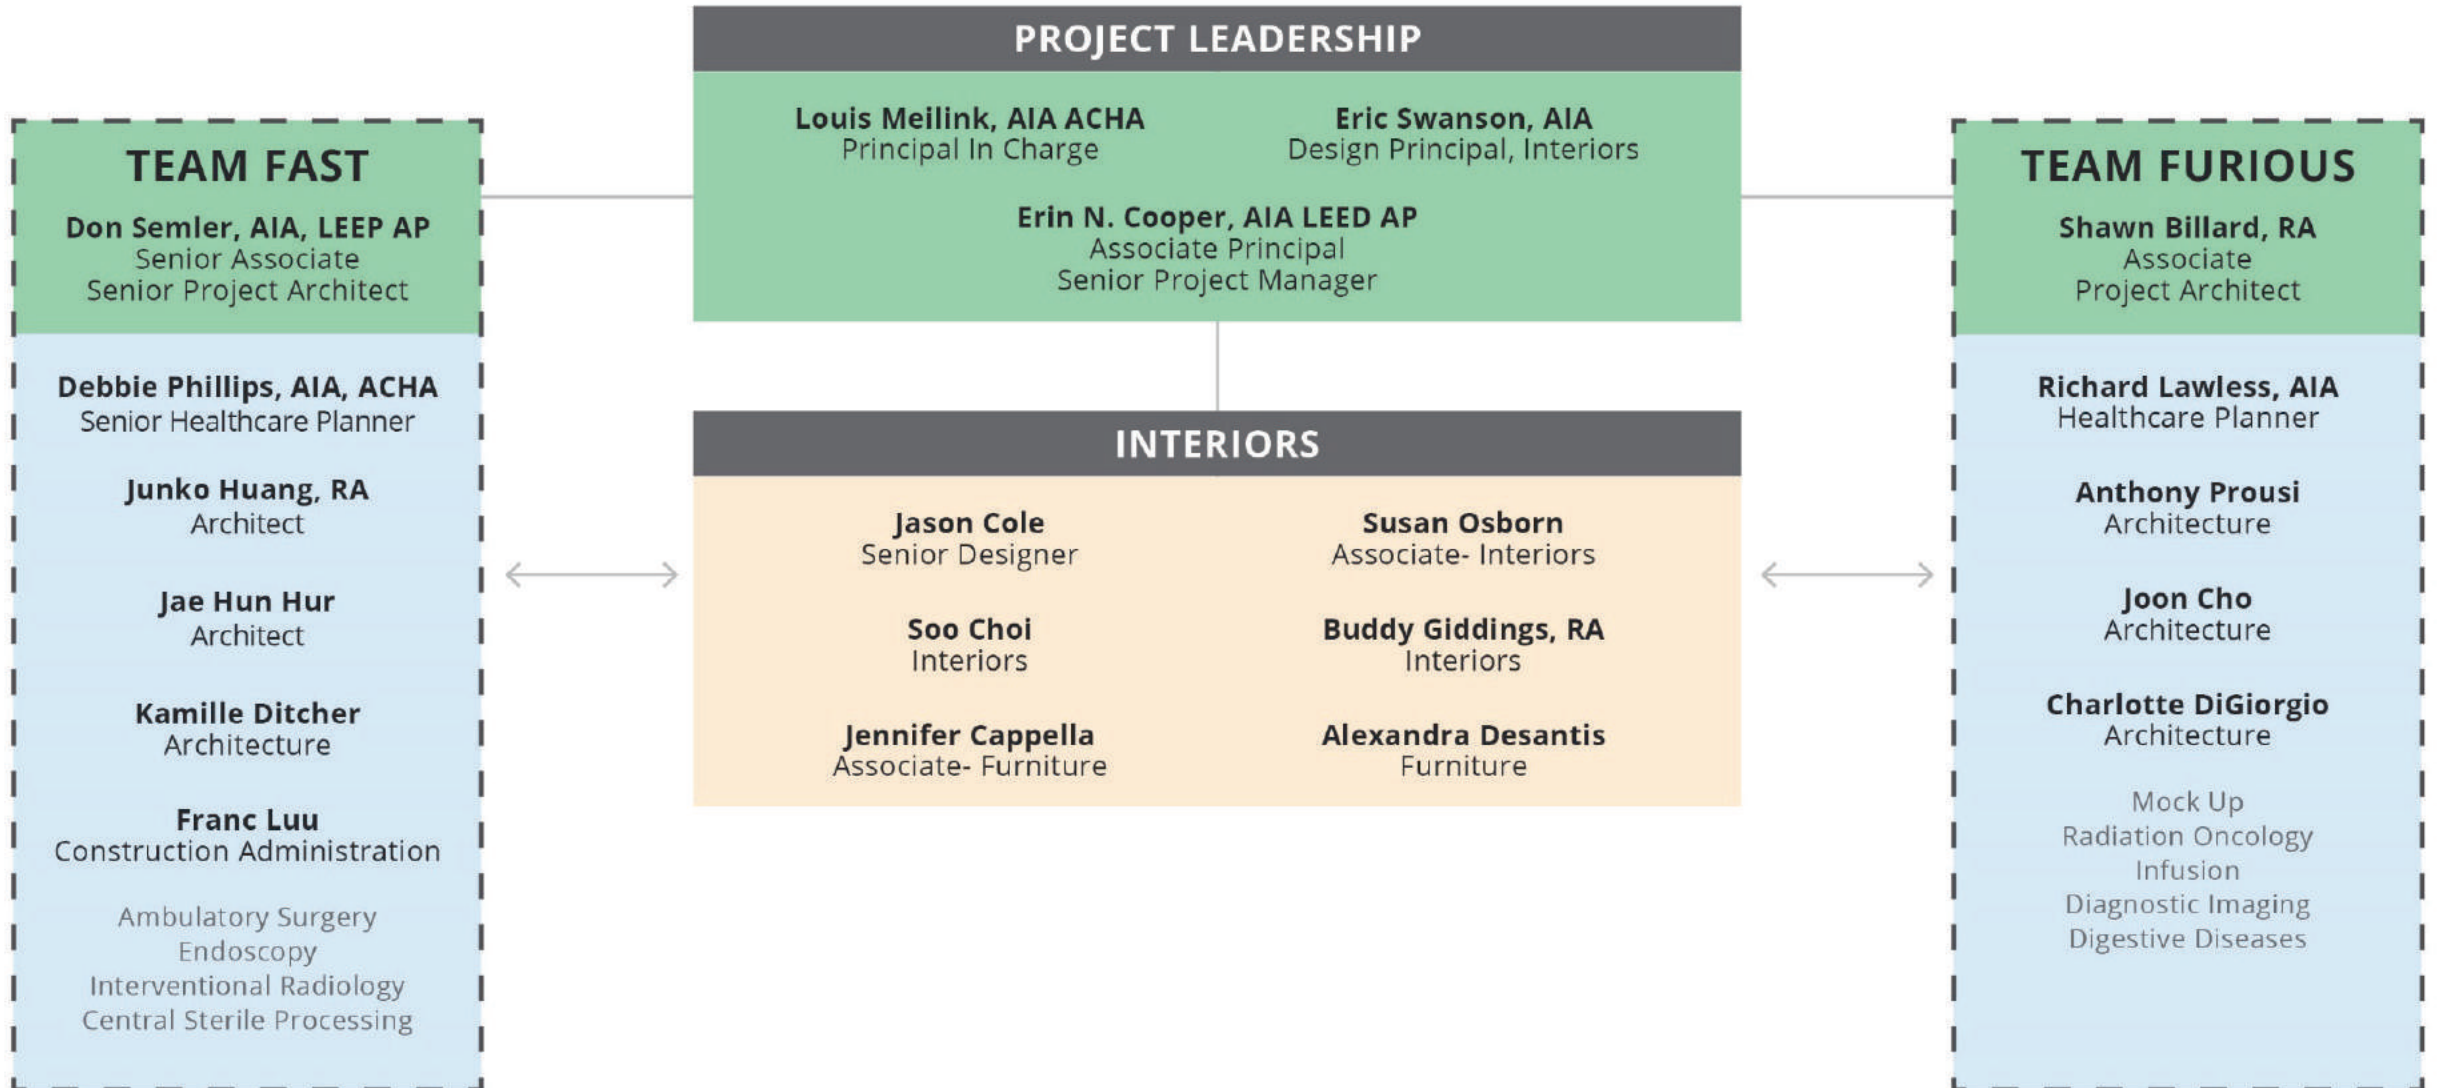 PROJECT LEADERSHIP
Louis Meilink, AIA ACHA
Principal In Charge
Eric Swanson, AIA
Design Principal, Interiors
Erin N. Cooper, AIA LEED AP
Associate Principal
Senior Project Manager
TEAM FAST
Don Semler, AIA, LEEP AP
Senior Associate
Senior Project Architect
Debbie Phillips, AIA, ACHA
Senior Healthcare Planner
Junko Huang, RA
Architect
Jae Hun Hur
Architect
Kamille Ditcher
Architecture
Franc Luu
Construction Administration
Ambulatory Surgery
Endoscopy
Interventional Radiology
Central Sterile Processing
INTERIORS
Jason Cole
Senior Designer
Susan Osborn
Associate- Interiors
Soo Choi
Interiors
Buddy Giddings, RA
Interiors
Jennifer Cappella
Associate- Furniture
Alexandra Desantis
Furniture
TEAM FURIOUS
Shawn Billard, RA
Associate
Project Architect
Richard Lawless, AIA
Healthcare Planner
Anthony Prousi
Architecture
Joon Cho
Architecture
Charlotte DiGiorgio
Architecture
Mock Up
Radiation Oncology
Infusion
Diagnostic Imaging
Digestive Diseases